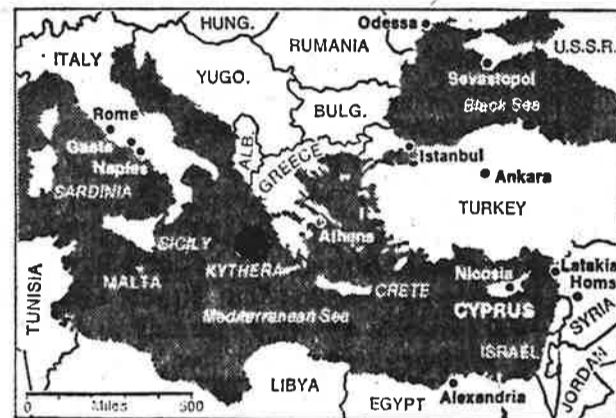 HUNG.
Odessa
ITALY
RUMANIA
U.S.S.R.
YUGO.
Sevastopol
Black Sea
Rome
BULG.
Gaeta
Naples
ALB.
GREECE
Istanbul
Ankara
SARDINIA
TURKEY
SICILY
Athens
TUNISIA
MALTA
KYTHERA
CRETE
Nicosia
Latakia
Homs
CYPRUS
SYRIA
Mediterranean Sea
ISRAEL
JORDAN
0 Miles 500
LIBYA
EGYPT
Alexandria